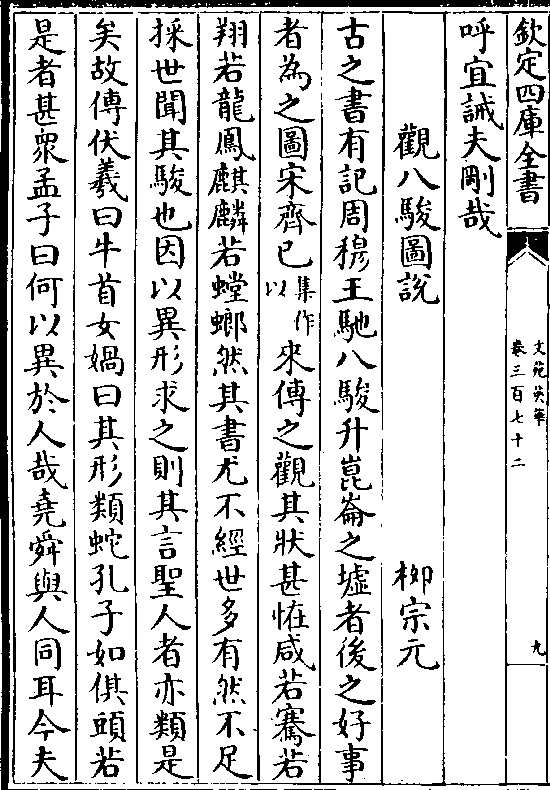 欽定四庫全書
文苑英華
卷三百七十二
九
呼宜誡夫剛哉
觀八駿圖說 柳宗元
古之書有記周穆王馳八駿升崑崙之墟者後之好事
者為之圖宋齊已集作以來傳之觀其狀甚怪咸若騫若
翔若龍鳳麒麟若螳螂然其書尤不經世多有然不足
採世聞其駿也因以異形求之則其言聖人者亦類是
矣故傳伏羲曰牛首女媧曰其形類蛇孔子如倛頭若
是者甚衆孟子曰何以異於人哉堯舜與人同耳今夫